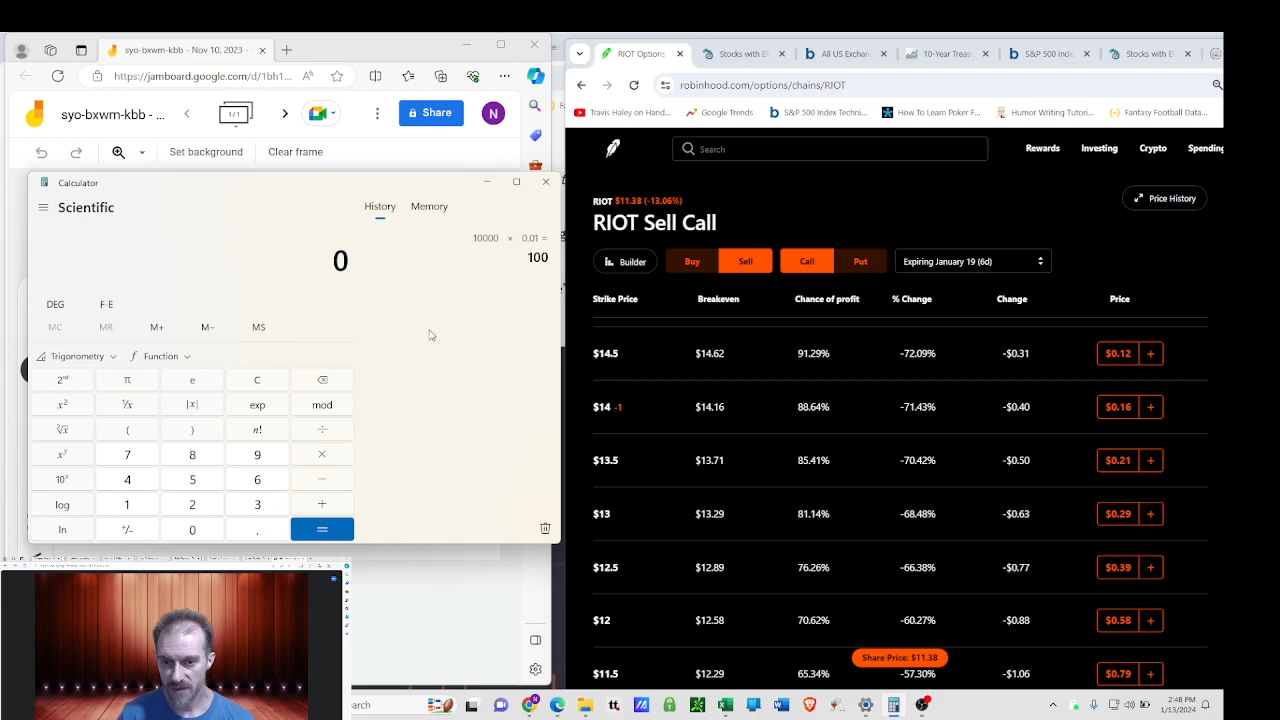 syo-bxwm-kbb - Nov 10, 2023 -
https://jamboard.google.com/d/1bh1...
syo-bxwm-kbb - ...
1/1
Share
N
Set background
Clear frame
Calculator
Scientific
History
Memory
10000 × 0.01 =
100
0
DEG
F-E
MC
MR
M+
M−
MS
Trigonometry
Function
2nd
π
e
C
x²
¹/x
|x|
exp
mod
(
)
n!
÷
xʸ
7
8
9
×
10ˣ
4
5
6
−
log
1
2
3
+
ln
+/−
0
.
=
RIOT Options
Stocks with E
All US Exchan
10-Year Treas
S&P 500 Inde
Stocks with E
robinhood.com/options/chains/RIOT
Travis Haley on Hand...
Google Trends
S&P 500 Index Techni...
How To Learn Poker F...
Humor Writing Tutori...
Fantasy Football Data...
Search
Rewards
Investing
Crypto
Spending
RIOT $11.38 (-13.06%)
Price History
RIOT Sell Call
Builder
Buy
Sell
Call
Put
Expiring January 19 (6d)
Strike Price Breakeven Chance of profit % Change Change Price
$14.5 $14.62 91.29% -72.09% -$0.31 $0.12 +
$14 -1 $14.16 88.64% -71.43% -$0.40 $0.16 +
$13.5 $13.71 85.41% -70.42% -$0.50 $0.21 +
$13 $13.29 81.14% -68.48% -$0.63 $0.29 +
$12.5 $12.89 76.26% -66.38% -$0.77 $0.39 +
$12 $12.58 70.62% -60.27% -$0.88 $0.58 +
Share Price: $11.38
$11.5 $12.29 65.34% -57.30% -$1.06 $0.79 +
search
tt
2:48 PM
1/13/2024